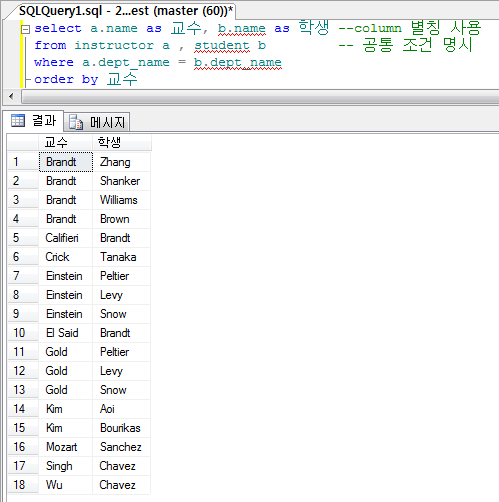 SQLQuery1.sql - 2...est (master (60))*
select a.name as 교수, b.name as 학생 --column 별칭 사용
from instructor a , student b -- 공통 조건 명시
where a.dept_name = b.dept_name
order by 교수
결과 메시지
교수 학생
1 Brandt Zhang
2 Brandt Shanker
3 Brandt Williams
4 Brandt Brown
5 Califieri Brandt
6 Crick Tanaka
7 Einstein Peltier
8 Einstein Levy
9 Einstein Snow
10 El Said Brandt
11 Gold Peltier
12 Gold Levy
13 Gold Snow
14 Kim Aoi
15 Kim Bourikas
16 Mozart Sanchez
17 Singh Chavez
18 Wu Chavez